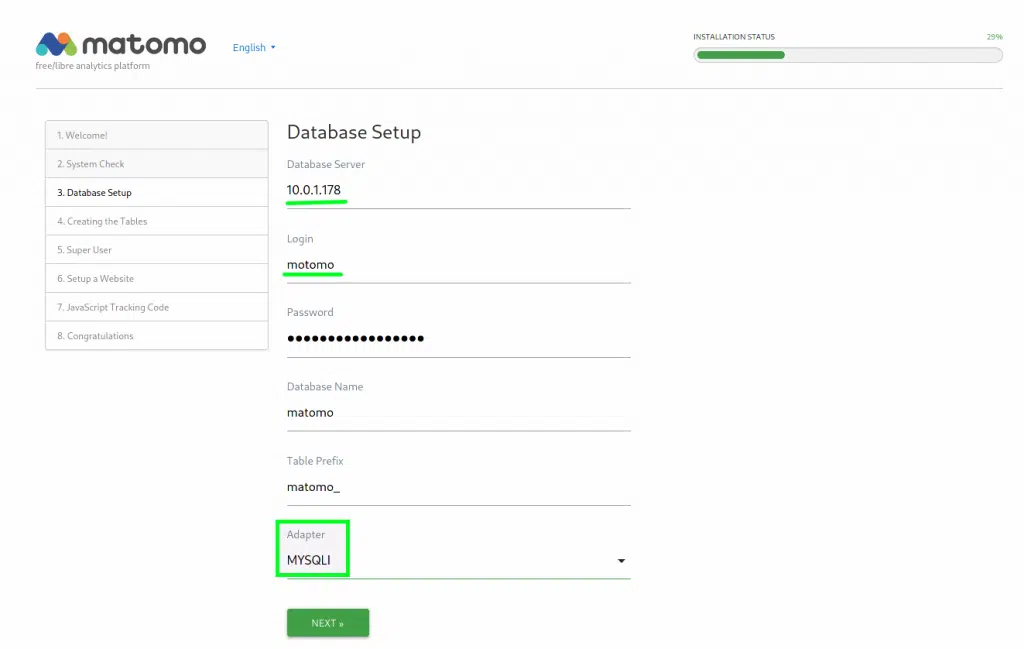 matomo
free/libre analytics platform
English
INSTALLATION STATUS
29%
1. Welcome!
2. System Check
3. Database Setup
4. Creating the Tables
5. Super User
6. Setup a Website
7. JavaScript Tracking Code
8. Congratulations
Database Setup
Database Server
10.0.1.178
Login
motomo
Password
•••••••••••••••••
Database Name
matomo
Table Prefix
matomo_
Adapter
MYSQLI
NEXT »